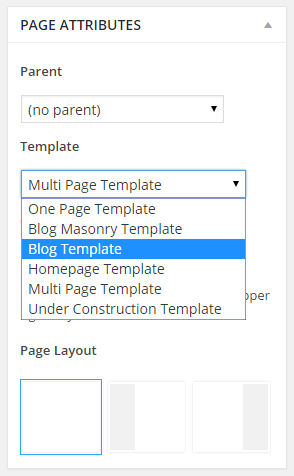 PAGE ATTRIBUTES
Parent
(no parent)
Template
Multi Page Template
One Page Template
Blog Masonry Template
Blog Template
Homepage Template
Multi Page Template
Under Construction Template
Page Layout